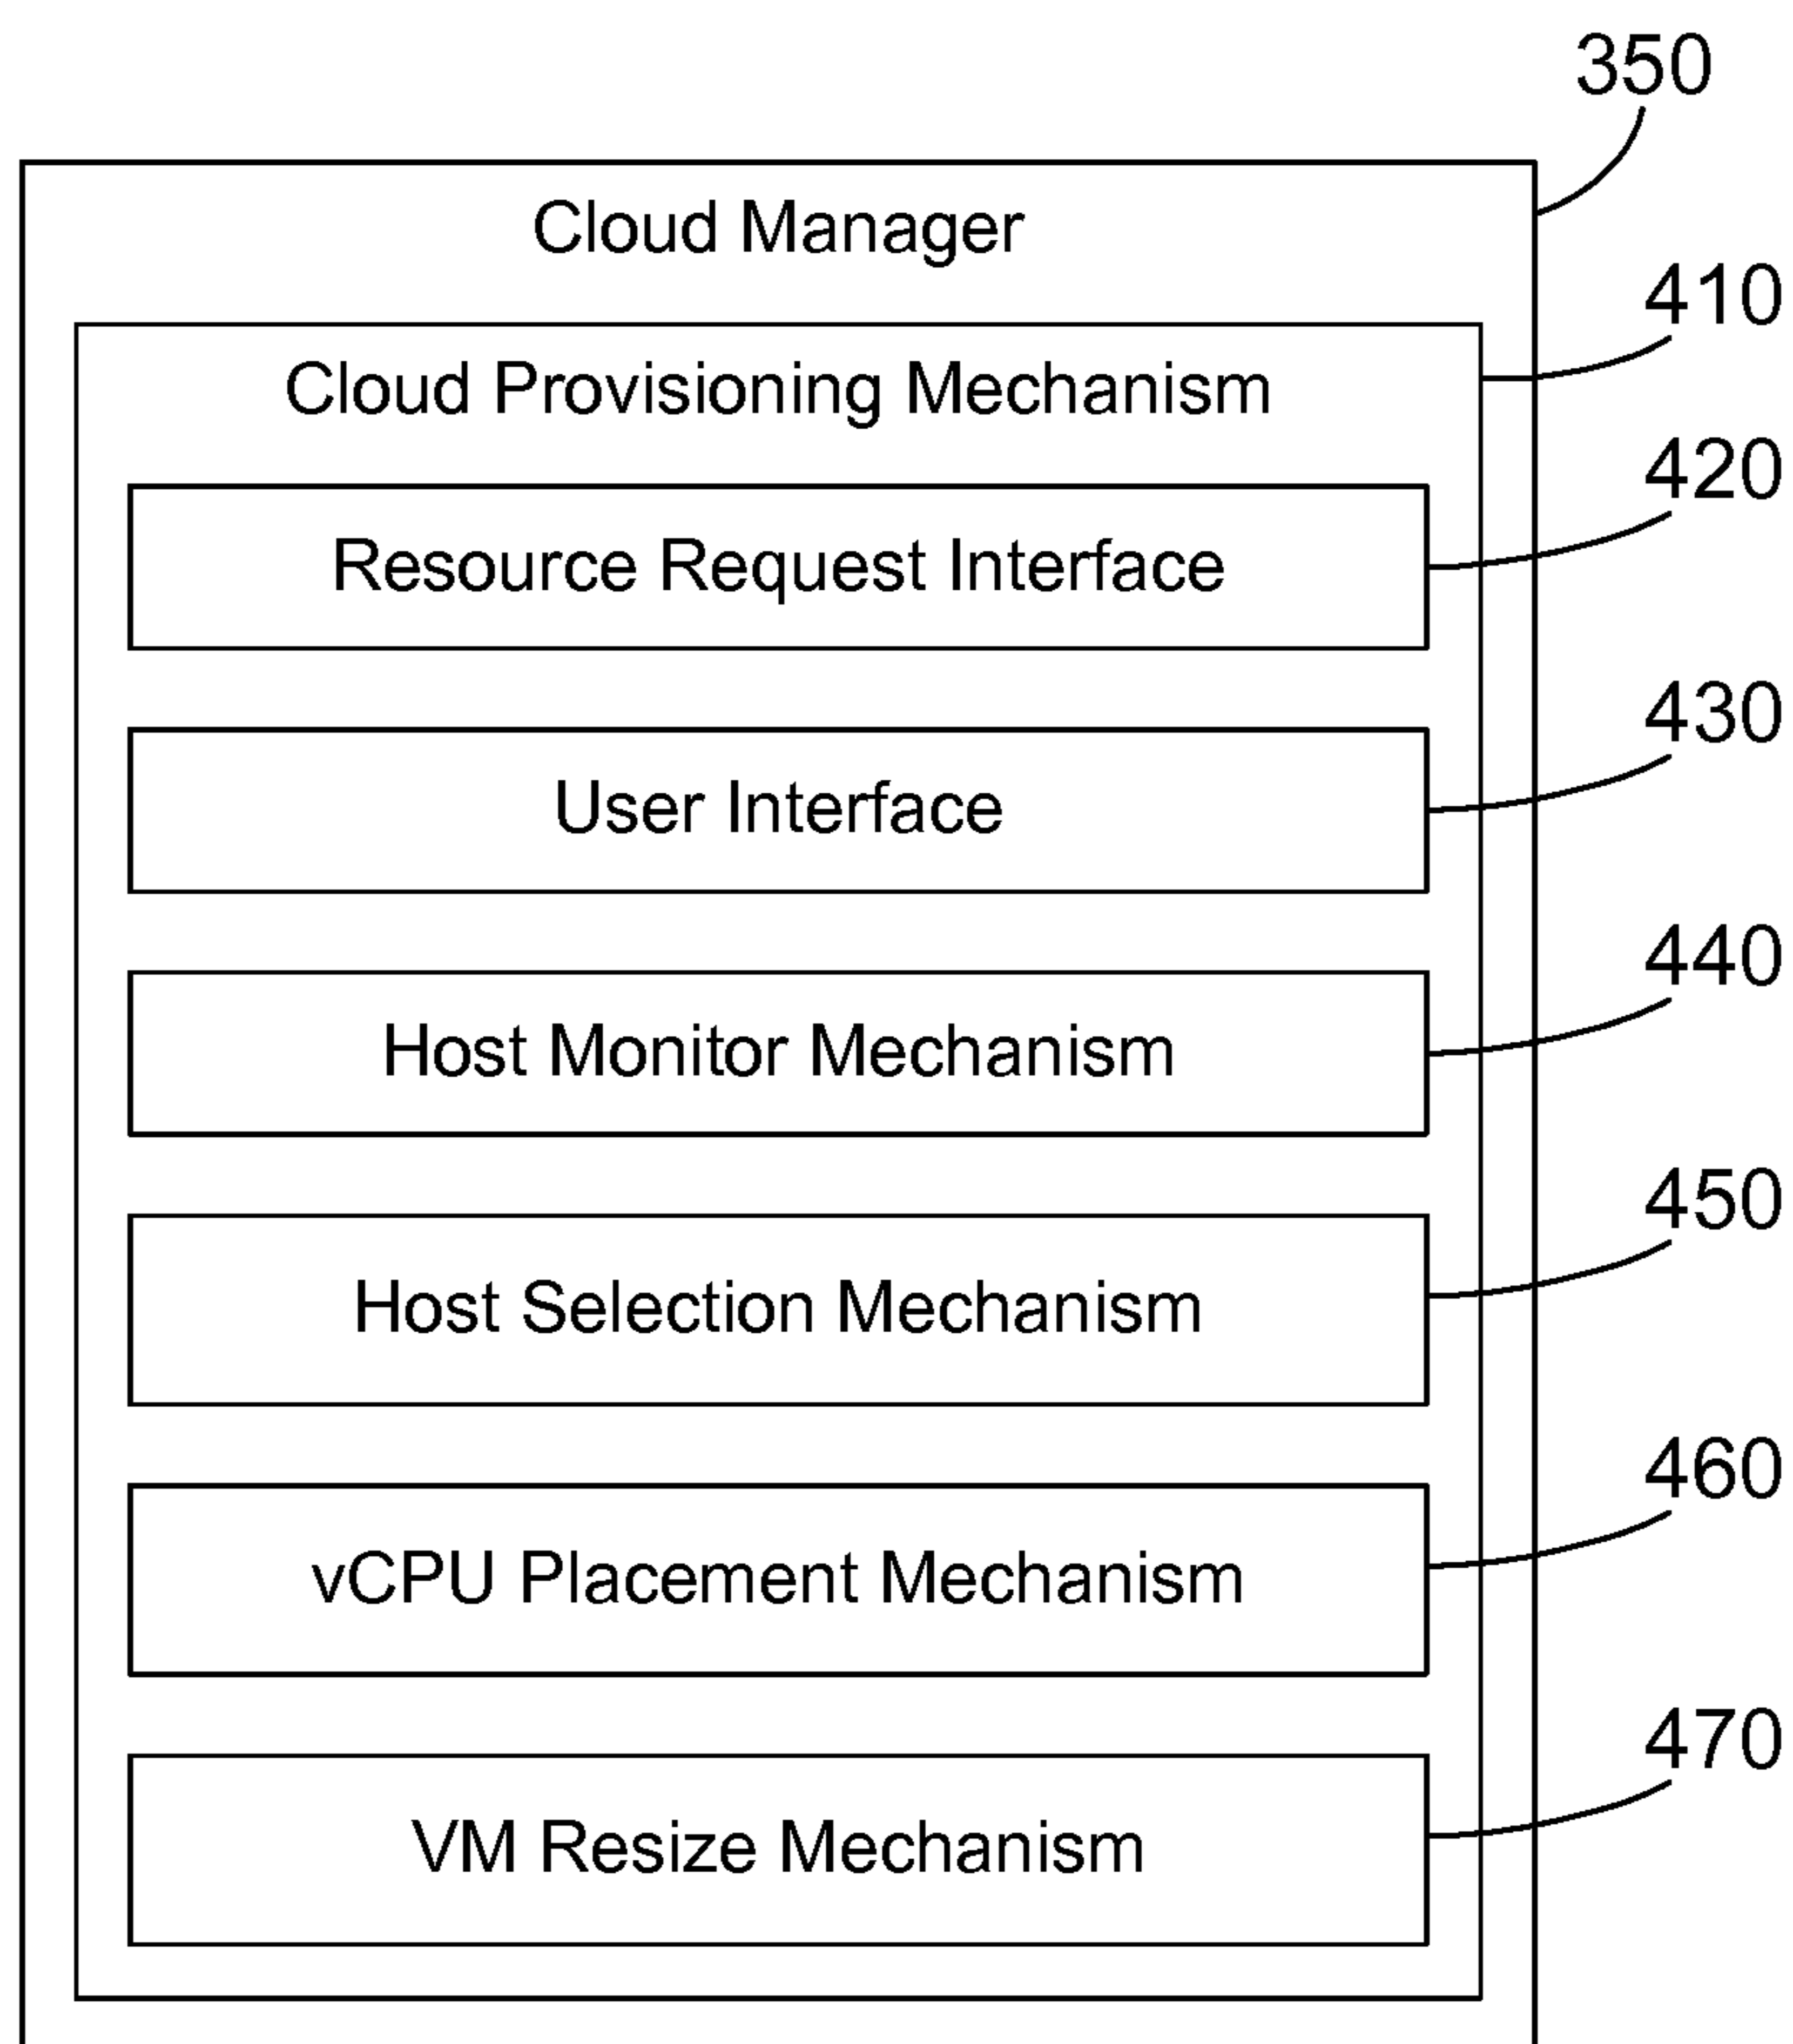 350
Cloud Manager
410
Cloud Provisioning Mechanism
420
Resource Request Interface
430
User Interface
440
Host Monitor Mechanism
450
Host Selection Mechanism
460
vCPU Placement Mechanism
470
VM Resize Mechanism